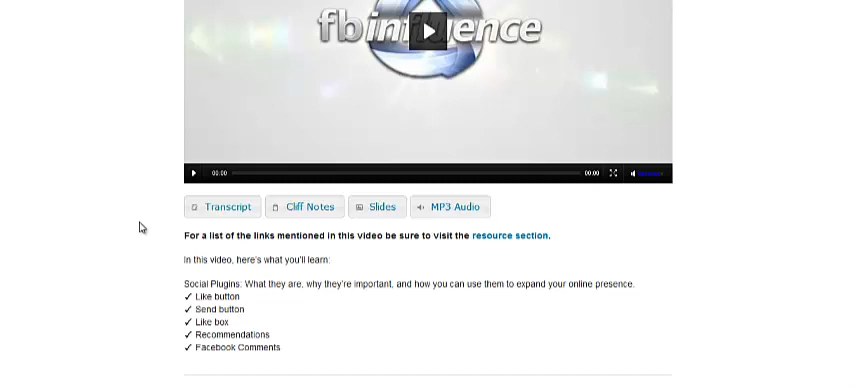 fbinfluence
00:00 00:00
Transcript Cliff Notes Slides MP3 Audio
For a list of the links mentioned in this video be sure to visit the resource section.
In this video, here's what you'll learn:
Social Plugins: What they are, why they're important, and how you can use them to expand your online presence.
✓ Like button
✓ Send button
✓ Like box
✓ Recommendations
✓ Facebook Comments